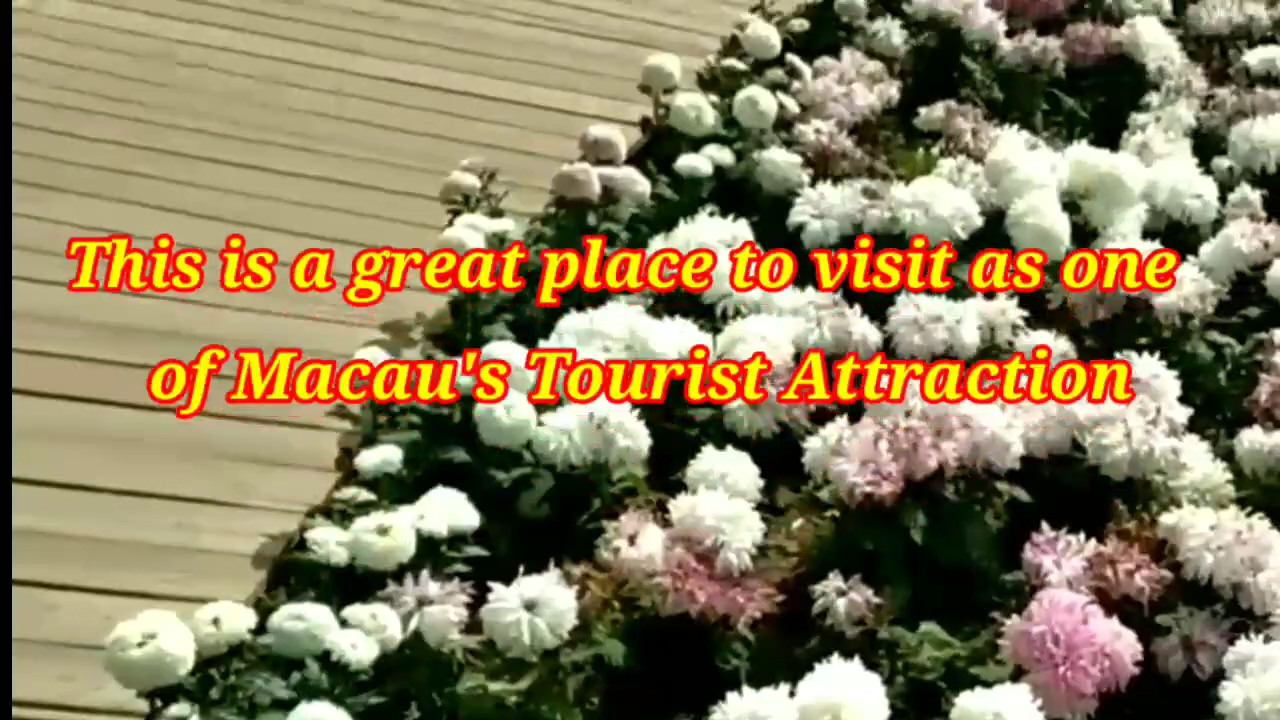 This is a great place to visit as one
of Macau's Tourist Attraction